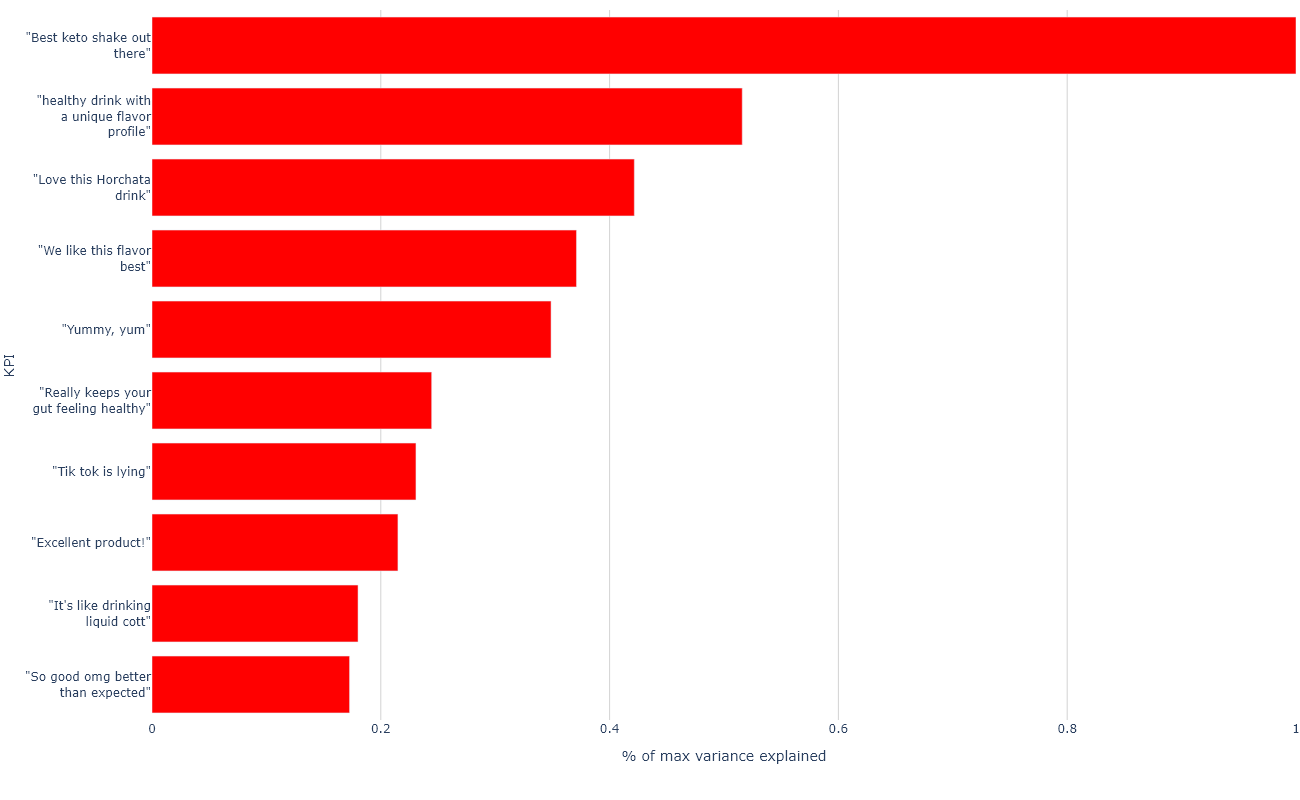 "Best keto shake out
there"
"healthy drink with
a unique flavor
profile"
"Love this Horchata
drink"
"We like this flavor
best"
"Yummy, yum"
KPI
"Really keeps your
gut feeling healthy"
"Tik tok is lying"
"Excellent product!"
"It's like drinking
liquid cott"
"So good omg better
than expected"
0 0.2 0.4 0.6 0.8 1
% of max variance explained